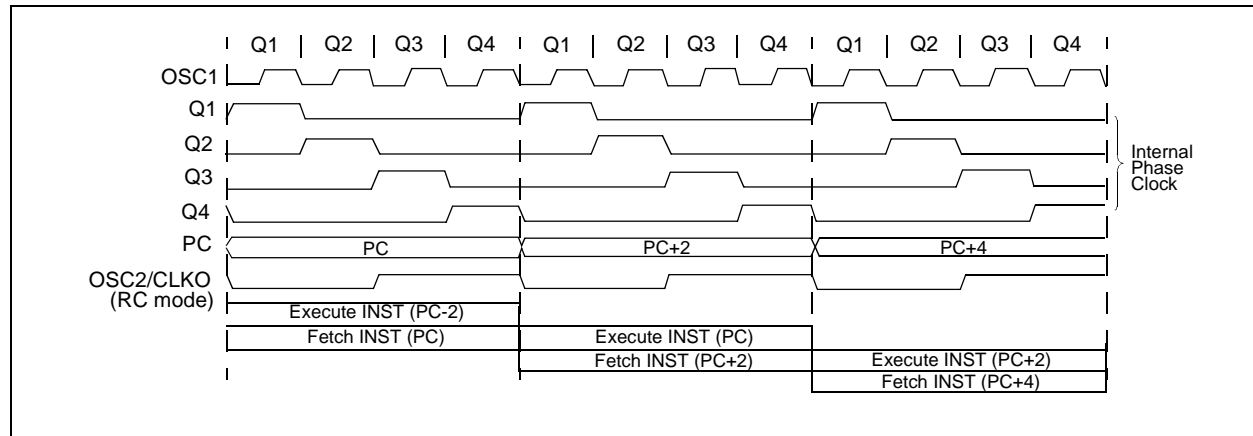 Q1 Q2 Q3 Q4 Q1 Q2 Q3 Q4 Q1 Q2 Q3 Q4
OSC1
Q1
Q2
Q3
Q4
Internal
Phase
Clock
PC PC PC+2 PC+4
OSC2/CLKO
(RC mode)
Execute INST (PC-2)
Fetch INST (PC) Execute INST (PC)
Fetch INST (PC+2) Execute INST (PC+2)
Fetch INST (PC+4)